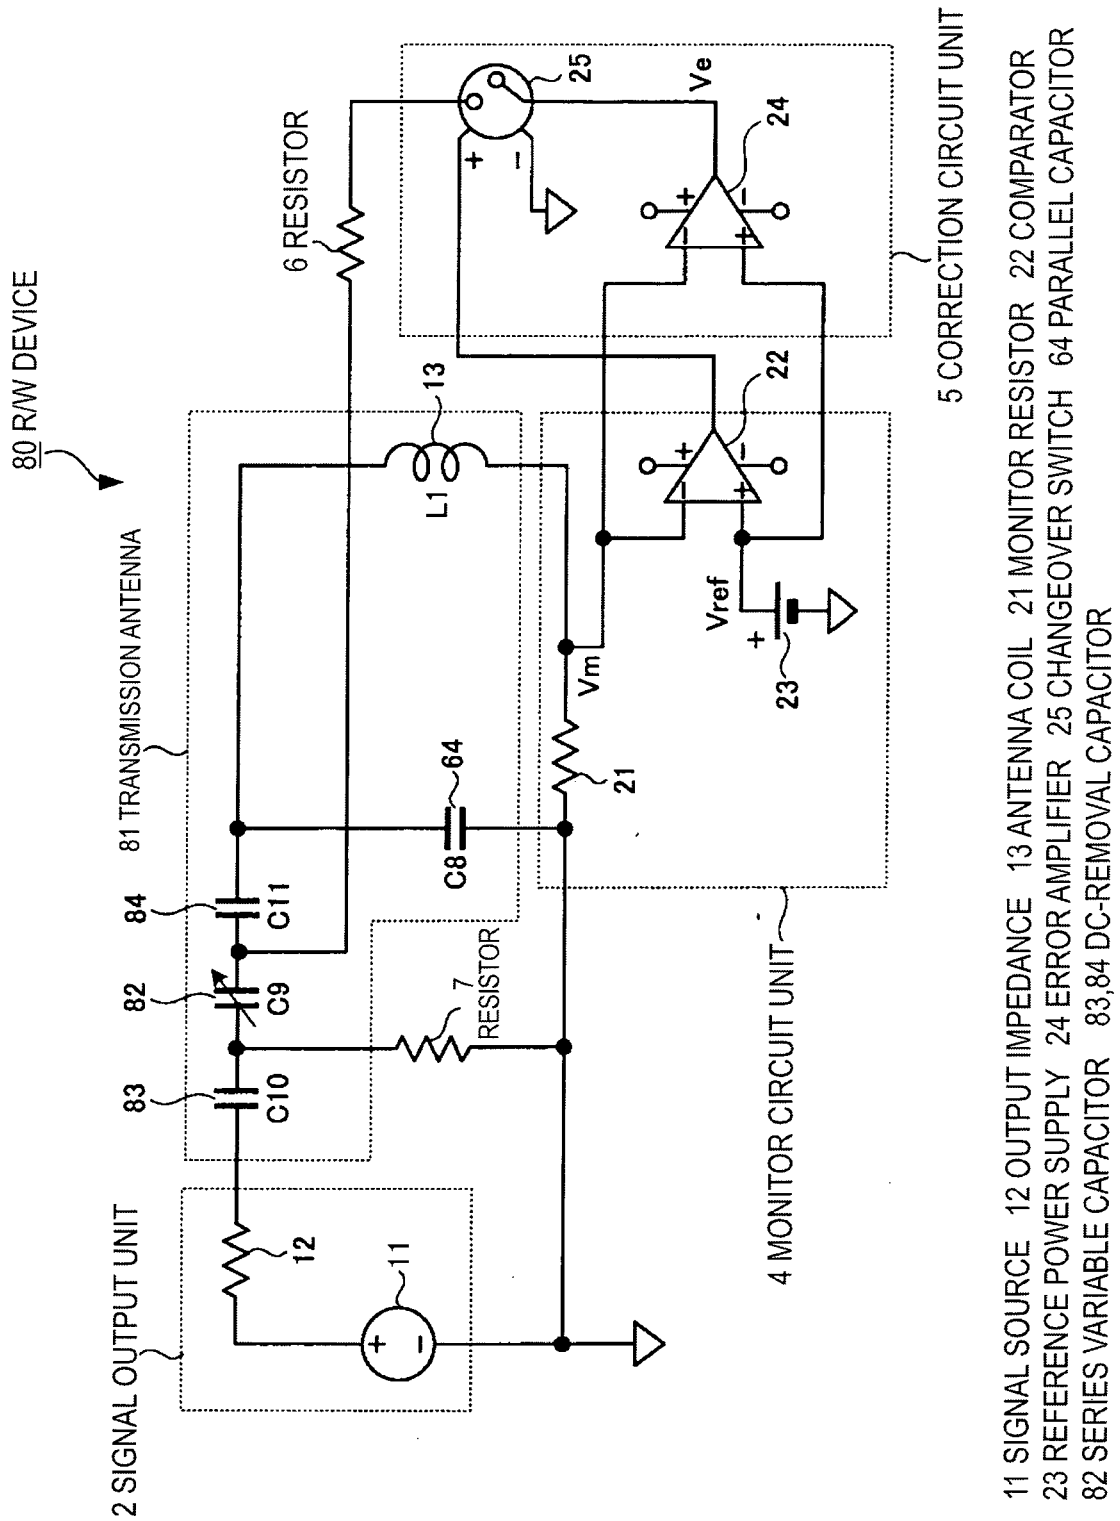 80 R/W DEVICE
2 SIGNAL OUTPUT UNIT
81 TRANSMISSION ANTENNA
6 RESISTOR
12
11
+
−
83
C10
82
C9
84
C11
7
RESISTOR
C8
64
L1
13
21
Vm
Vref
+
23
−
+
+
−
22
+
−
25
−
+
+
−
24
Ve
4 MONITOR CIRCUIT UNIT
5 CORRECTION CIRCUIT UNIT
11 SIGNAL SOURCE 12 OUTPUT IMPEDANCE 13 ANTENNA COIL 21 MONITOR RESISTOR 22 COMPARATOR
23 REFERENCE POWER SUPPLY 24 ERROR AMPLIFIER 25 CHANGEOVER SWITCH 64 PARALLEL CAPACITOR
82 SERIES VARIABLE CAPACITOR 83,84 DC-REMOVAL CAPACITOR